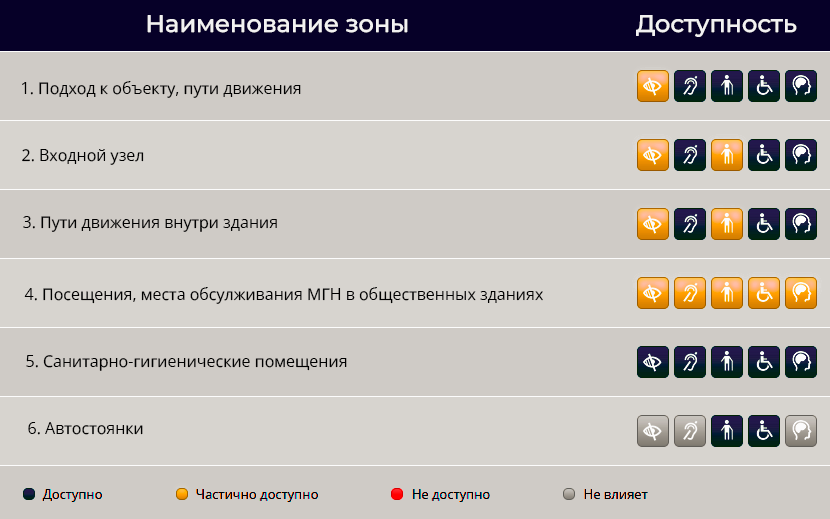 Наименование зоны Доступность
1. Подход к объекту, пути движения
2. Входной узел
3. Пути движения внутри здания
4. Посещения, места обсулживания МГН в общественных зданиях
5. Санитарно-гигиенические помещения
6. Автостоянки
Доступно Частично доступно Не доступно Не влияет